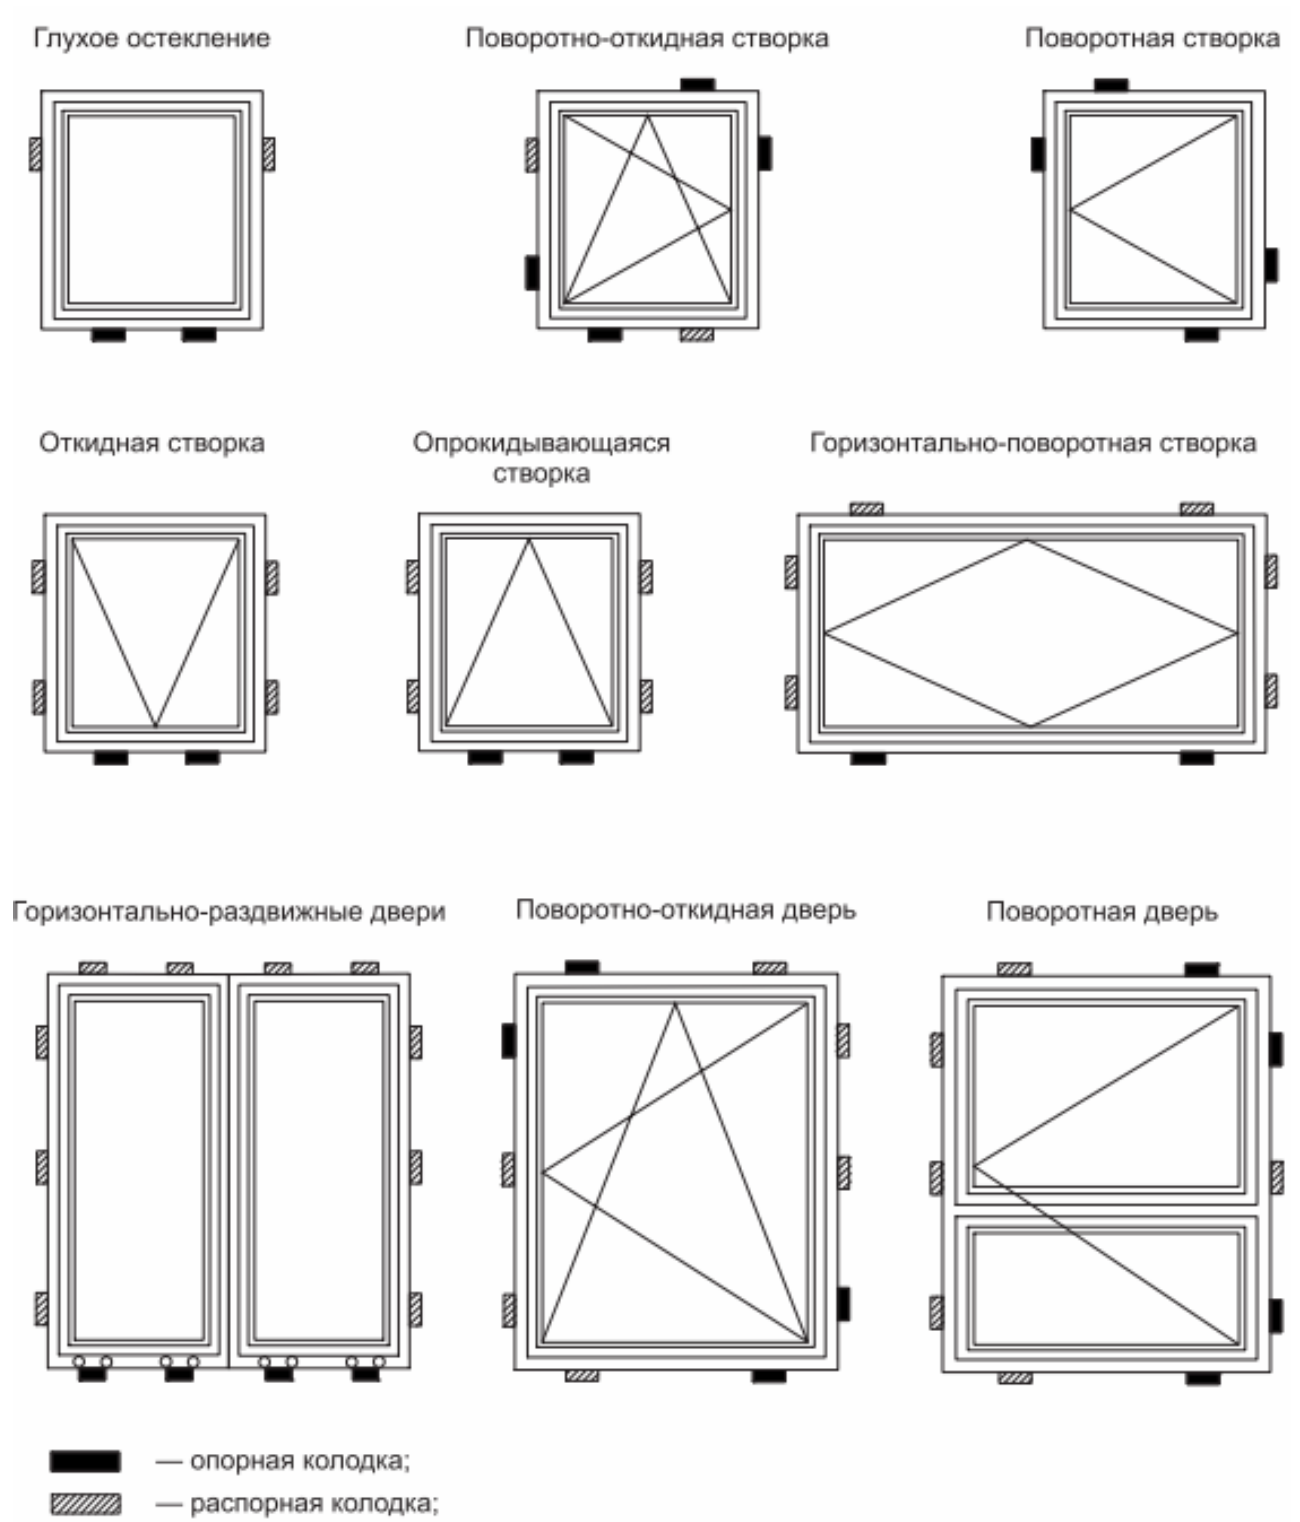 Глухое остекление
Поворотно-откидная створка
Поворотная створка
Откидная створка
Опрокидывающаяся
створка
Горизонтально-поворотная створка
Горизонтально-раздвижные двери
Поворотно-откидная дверь
Поворотная дверь
— опорная колодка;
— распорная колодка;